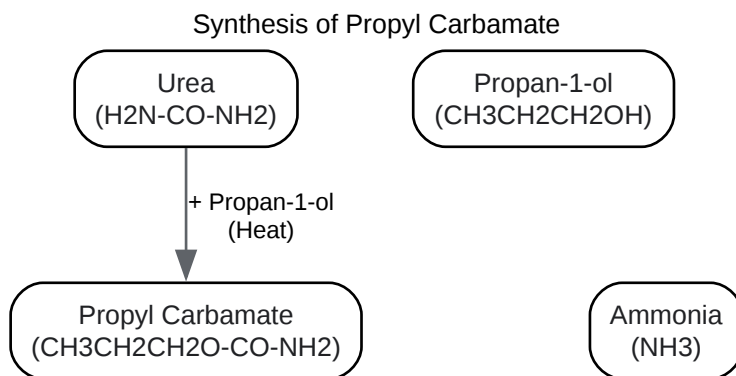 Synthesis of Propyl Carbamate
Urea
(H2N-CO-NH2)
Propan-1-ol
(CH3CH2CH2OH)
+ Propan-1-ol
(Heat)
Propyl Carbamate
(CH3CH2CH2O-CO-NH2)
Ammonia
(NH3)